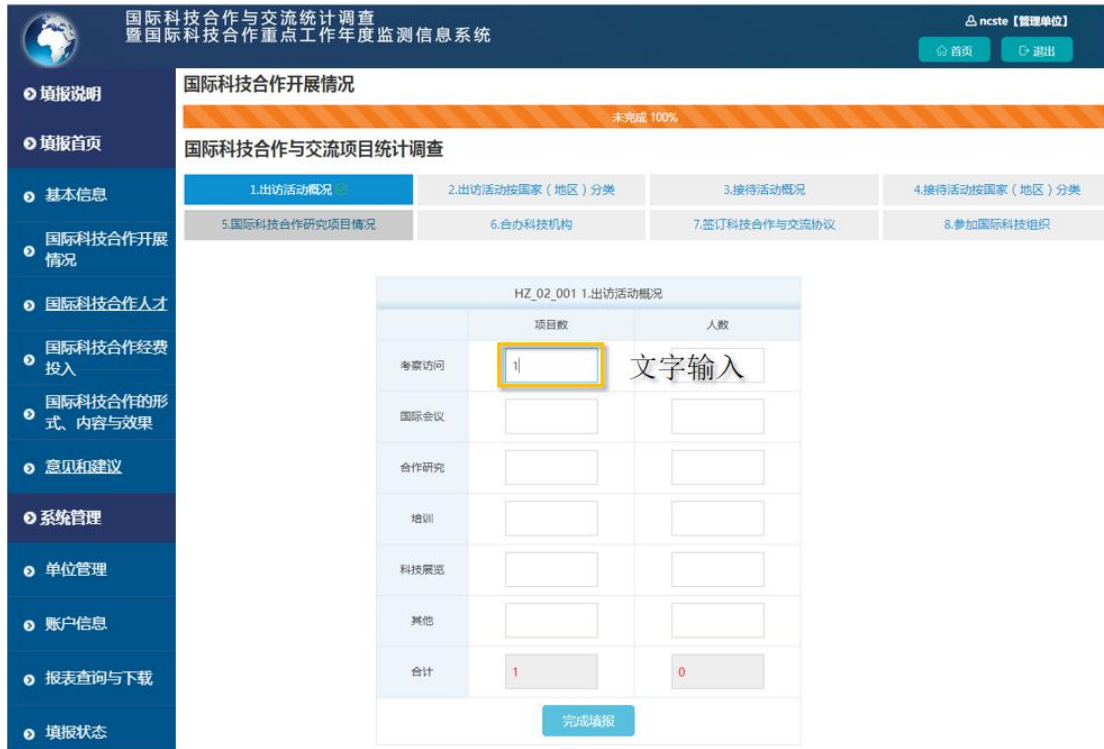 国际科技合作与交流统计调查
暨国际科技合作重点工作年度监测信息系统
ncste【管理单位】
首页
退出
填报说明
填报首页
基本信息
国际科技合作开展
情况
国际科技合作人才
国际科技合作经费
投入
国际科技合作的形
式、内容与效果
意见和建议
系统管理
单位管理
账户信息
报表查询与下载
填报状态
国际科技合作开展情况
未完成 100%
国际科技合作与交流项目统计调查
1.出访活动概况
2.出访活动按国家（地区）分类
3.接待活动概况
4.接待活动按国家（地区）分类
5.国际科技合作研究项目情况
6.合办科技机构
7.签订科技合作与交流协议
8.参加国际科技组织
HZ_02_001 1.出访活动概况
项目数 人数
考察访问 1 文字输入
国际会议
合作研究
培训
科技展览
其他
合计 1 0
完成填报